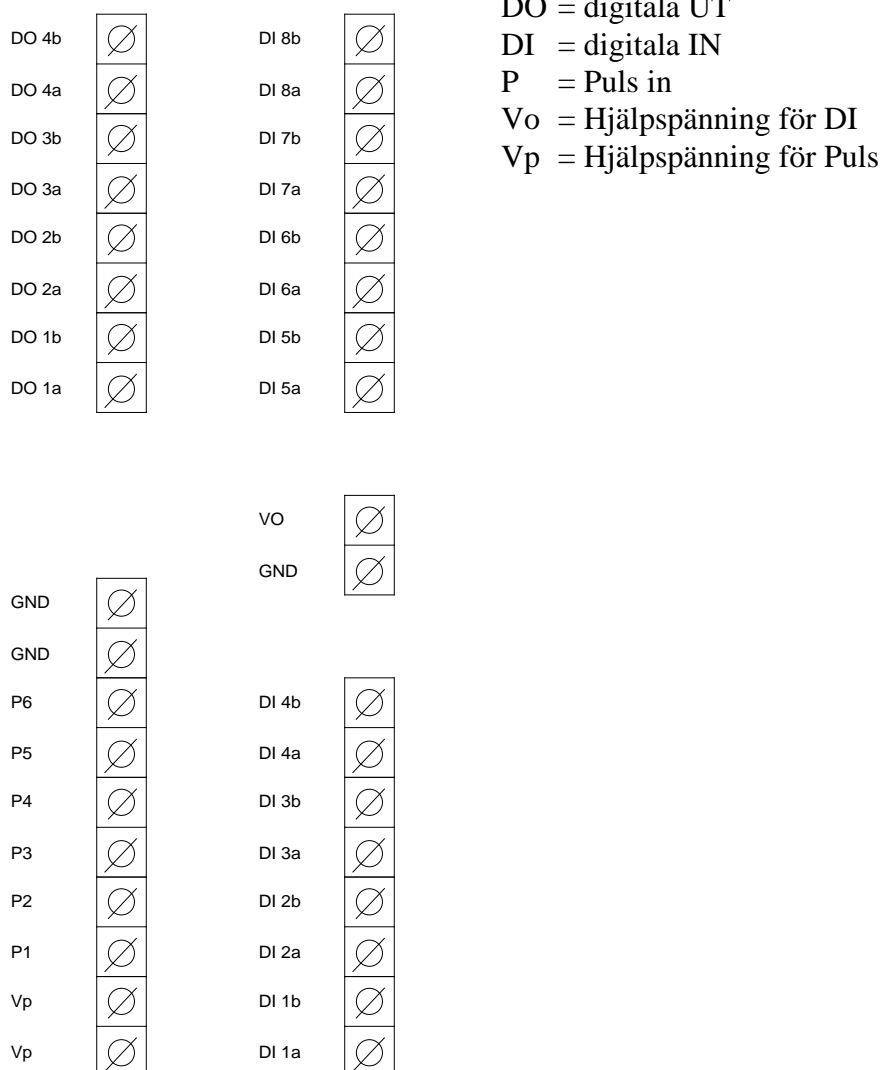 DO = digitala UT
DI = digitala IN
P = Puls in
Vo = Hjälpspänning för DI
Vp = Hjälpspänning för Puls
DO 4b
DO 4a
DO 3b
DO 3a
DO 2b
DO 2a
DO 1b
DO 1a
DI 8b
DI 8a
DI 7b
DI 7a
DI 6b
DI 6a
DI 5b
DI 5a
VO
GND
GND
GND
P6
P5
P4
P3
P2
P1
Vp
Vp
DI 4b
DI 4a
DI 3b
DI 3a
DI 2b
DI 2a
DI 1b
DI 1a